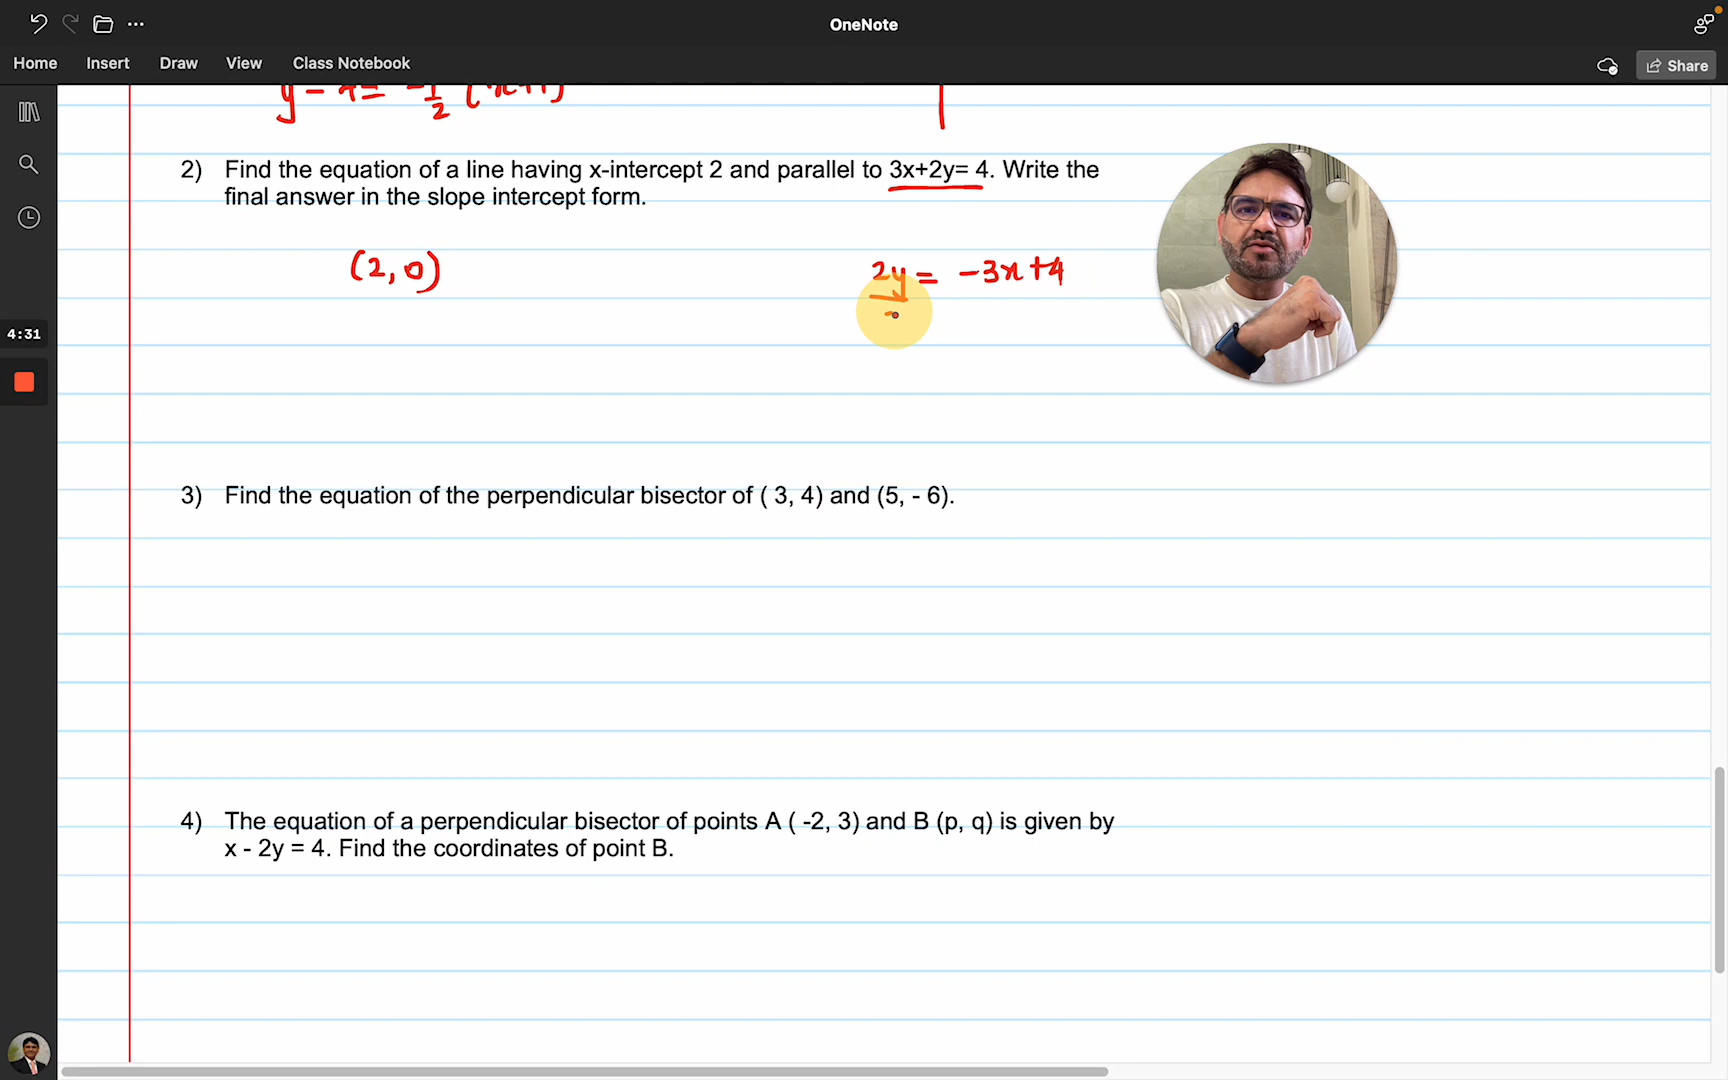 OneNote
Home Insert Draw View Class Notebook
Share
2) Find the equation of a line having x-intercept 2 and parallel to 3x+2y= 4. Write the
final answer in the slope intercept form.
(2, 0) 2y = -3x+4
4:31
3) Find the equation of the perpendicular bisector of ( 3, 4) and (5, - 6).
4) The equation of a perpendicular bisector of points A ( -2, 3) and B (p, q) is given by
x - 2y = 4. Find the coordinates of point B.